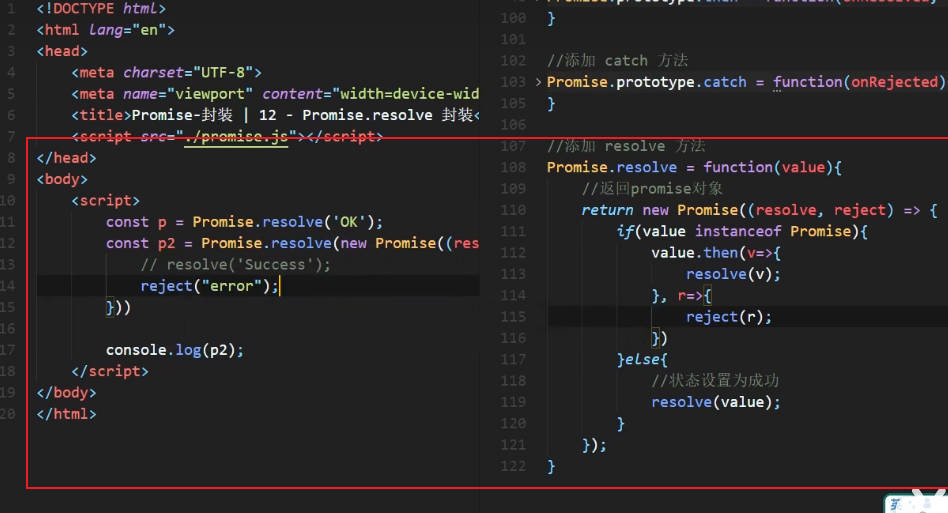 1 <!DOCTYPE html>
2 <html lang="en">
3 <head>
4 <meta charset="UTF-8">
5 <meta name="viewport" content="width=device-wid
6 <title>Promise-封装 | 12 - Promise.resolve 封装<
7 <script src="./promise.js"></script>
8 </head>
9 <body>
10 <script>
11 const p = Promise.resolve('OK');
12 const p2 = Promise.resolve(new Promise((res
13 // resolve('Success');
14 reject("error");
15 }))
16
17 console.log(p2);
18 </script>
19 </body>
20 </html>
Promise.prototype.then = function(onResolved,
100 }
101
102 //添加 catch 方法
103 Promise.prototype.catch = function(onRejected)
105 }
106
107 //添加 resolve 方法
108 Promise.resolve = function(value){
109 //返回promise对象
110 return new Promise((resolve, reject) => {
111 if(value instanceof Promise){
112 value.then(v=>{
113 resolve(v);
114 }, r=>{
115 reject(r);
116 })
117 }else{
118 //状态设置为成功
119 resolve(value);
120 }
121 });
122 }
英